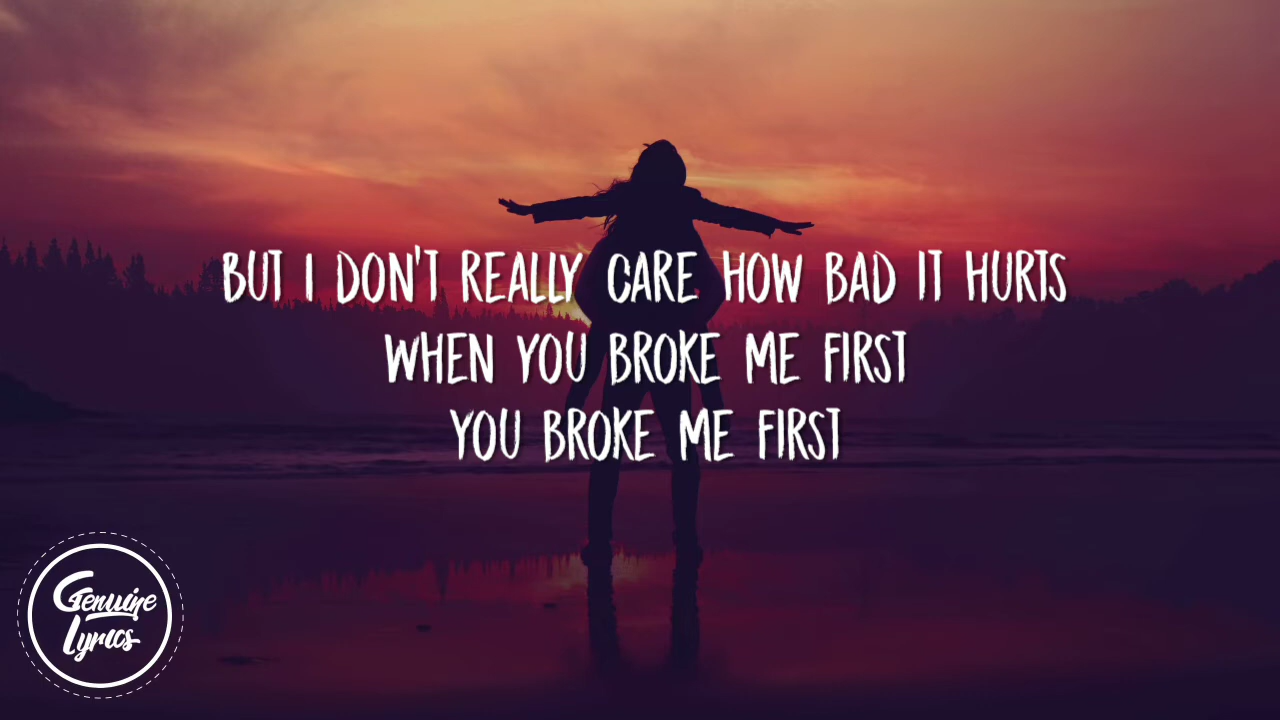 BUT I DON'T REALLY CARE HOW BAD IT HURTS
WHEN YOU BROKE ME FIRST
YOU BROKE ME FIRST
Genuine
Lyrics